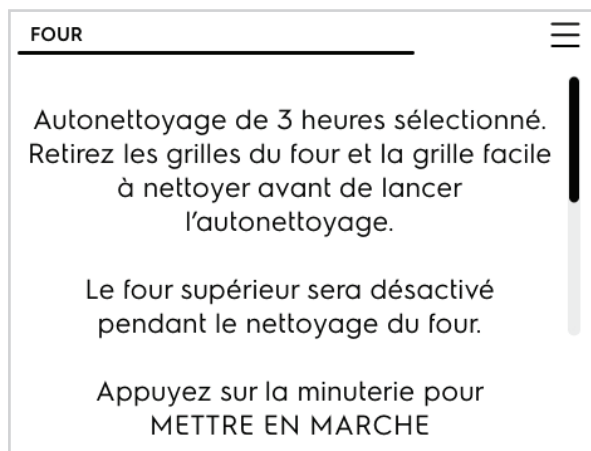 FOUR
Autonettoyage de 3 heures sélectionné.
Retirez les grilles du four et la grille facile
à nettoyer avant de lancer
l’autonettoyage.
Le four supérieur sera désactivé
pendant le nettoyage du four.
Appuyez sur la minuterie pour
METTRE EN MARCHE